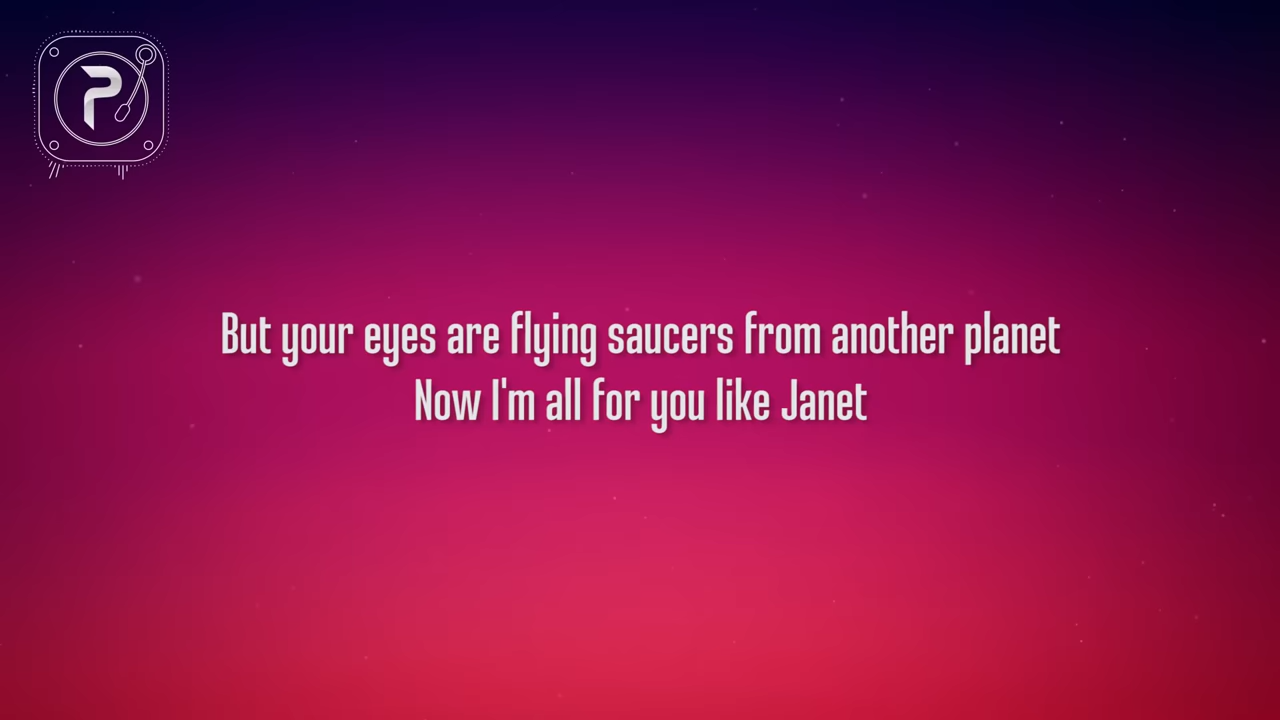 P
But your eyes are flying saucers from another planet
Now I'm all for you like Janet